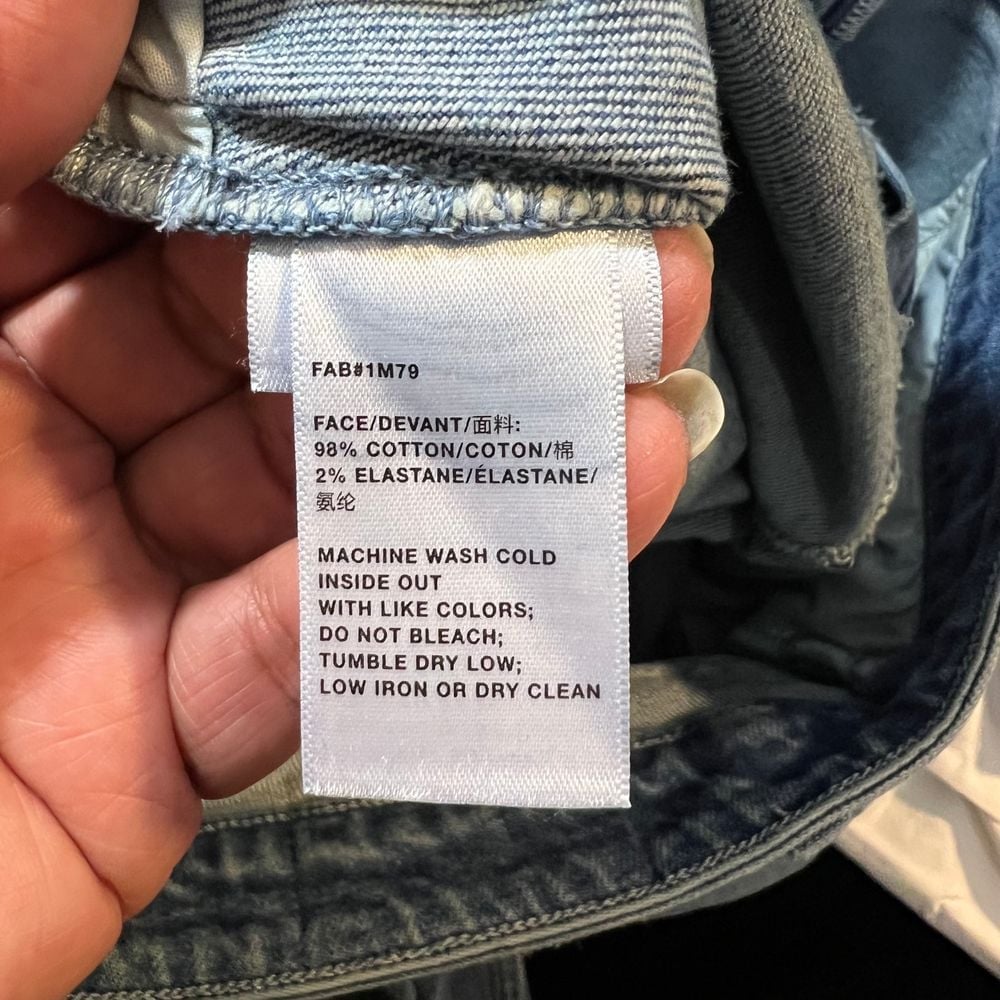 FAB#1M79
FACE/DEVANT/面料:
98% COTTON/COTON/棉
2% ELASTANE/ÉLASTANE/
氨纶
MACHINE WASH COLD
INSIDE OUT
WITH LIKE COLORS;
DO NOT BLEACH;
TUMBLE DRY LOW;
LOW IRON OR DRY CLEAN